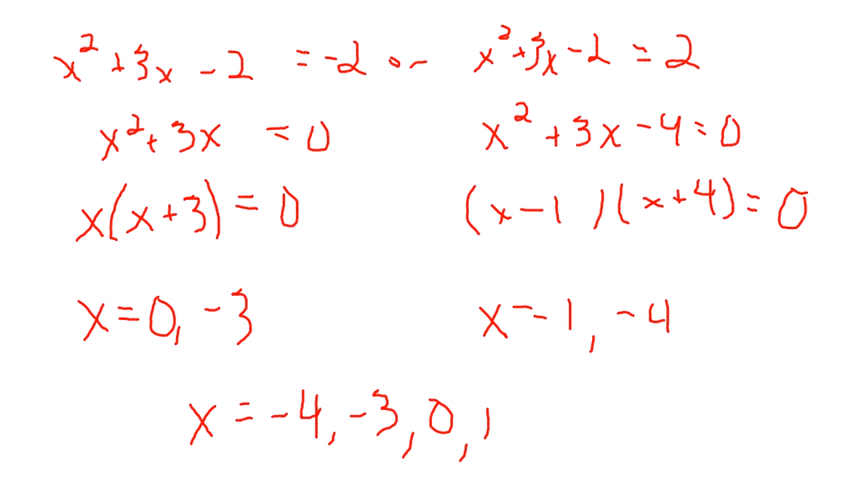 x² + 3x - 2 = -2 or x² + 3x - 2 = 2
x² + 3x = 0 x² + 3x - 4 = 0
x(x + 3) = 0 (x - 1)(x + 4) = 0
x = 0, -3 x = 1, -4
x = -4, -3, 0, 1